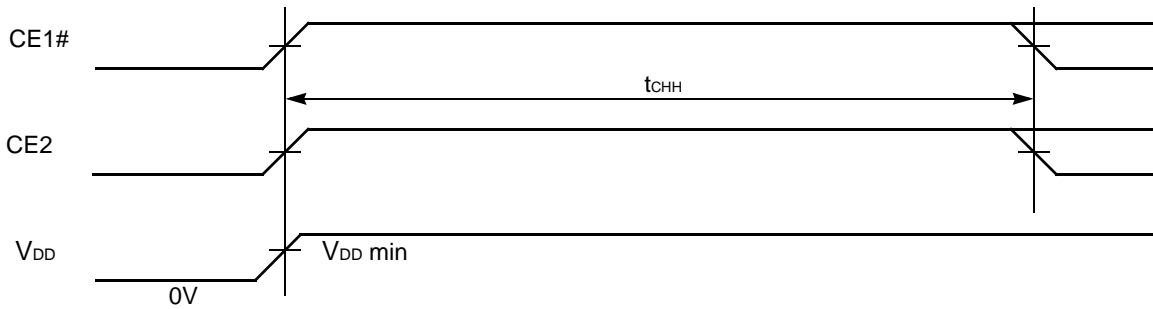 CE1#
tCHH
CE2
VDD
VDD min
0V